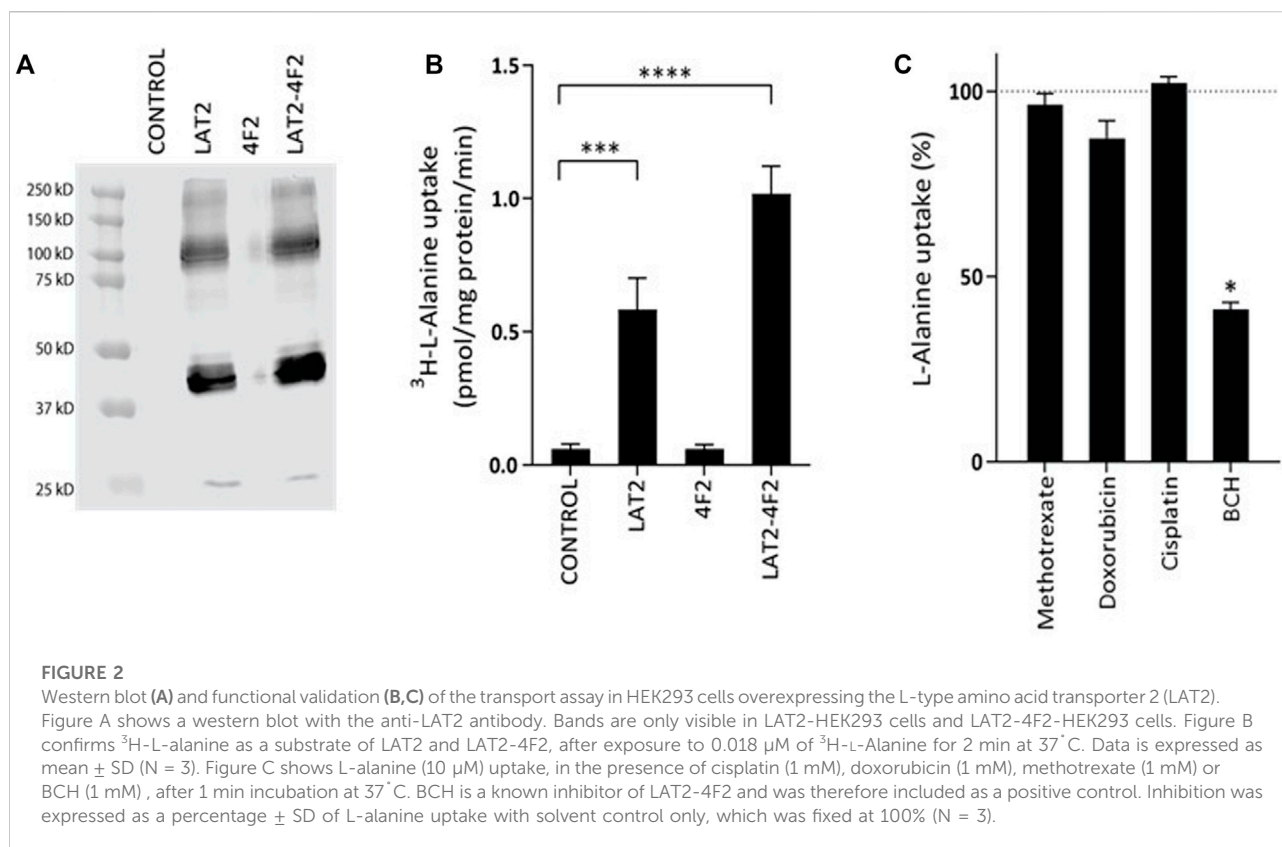 A
CONTROL
LAT2
4F2
LAT2-4F2
250 kD
150 kD
100 kD
75 kD
50 kD
37 kD
25 kD
B
³H-L-Alanine uptake
(pmol/mg protein/min)
1.5
1.0
0.5
0.0
****
***
CONTROL
LAT2
4F2
LAT2-4F2
C
L-Alanine uptake (%)
100
50
0
*
Methotrexate
Doxorubicin
Cisplatin
BCH
FIGURE 2
Western blot (A) and functional validation (B,C) of the transport assay in HEK293 cells overexpressing the L-type amino acid transporter 2 (LAT2).
Figure A shows a western blot with the anti-LAT2 antibody. Bands are only visible in LAT2-HEK293 cells and LAT2-4F2-HEK293 cells. Figure B
confirms ³H-L-alanine as a substrate of LAT2 and LAT2-4F2, after exposure to 0.018 µM of ³H-L-Alanine for 2 min at 37˚C. Data is expressed as
mean ± SD (N = 3). Figure C shows L-alanine (10 µM) uptake, in the presence of cisplatin (1 mM), doxorubicin (1 mM), methotrexate (1 mM) or
BCH (1 mM) , after 1 min incubation at 37˚C. BCH is a known inhibitor of LAT2-4F2 and was therefore included as a positive control. Inhibition was
expressed as a percentage ± SD of L-alanine uptake with solvent control only, which was fixed at 100% (N = 3).